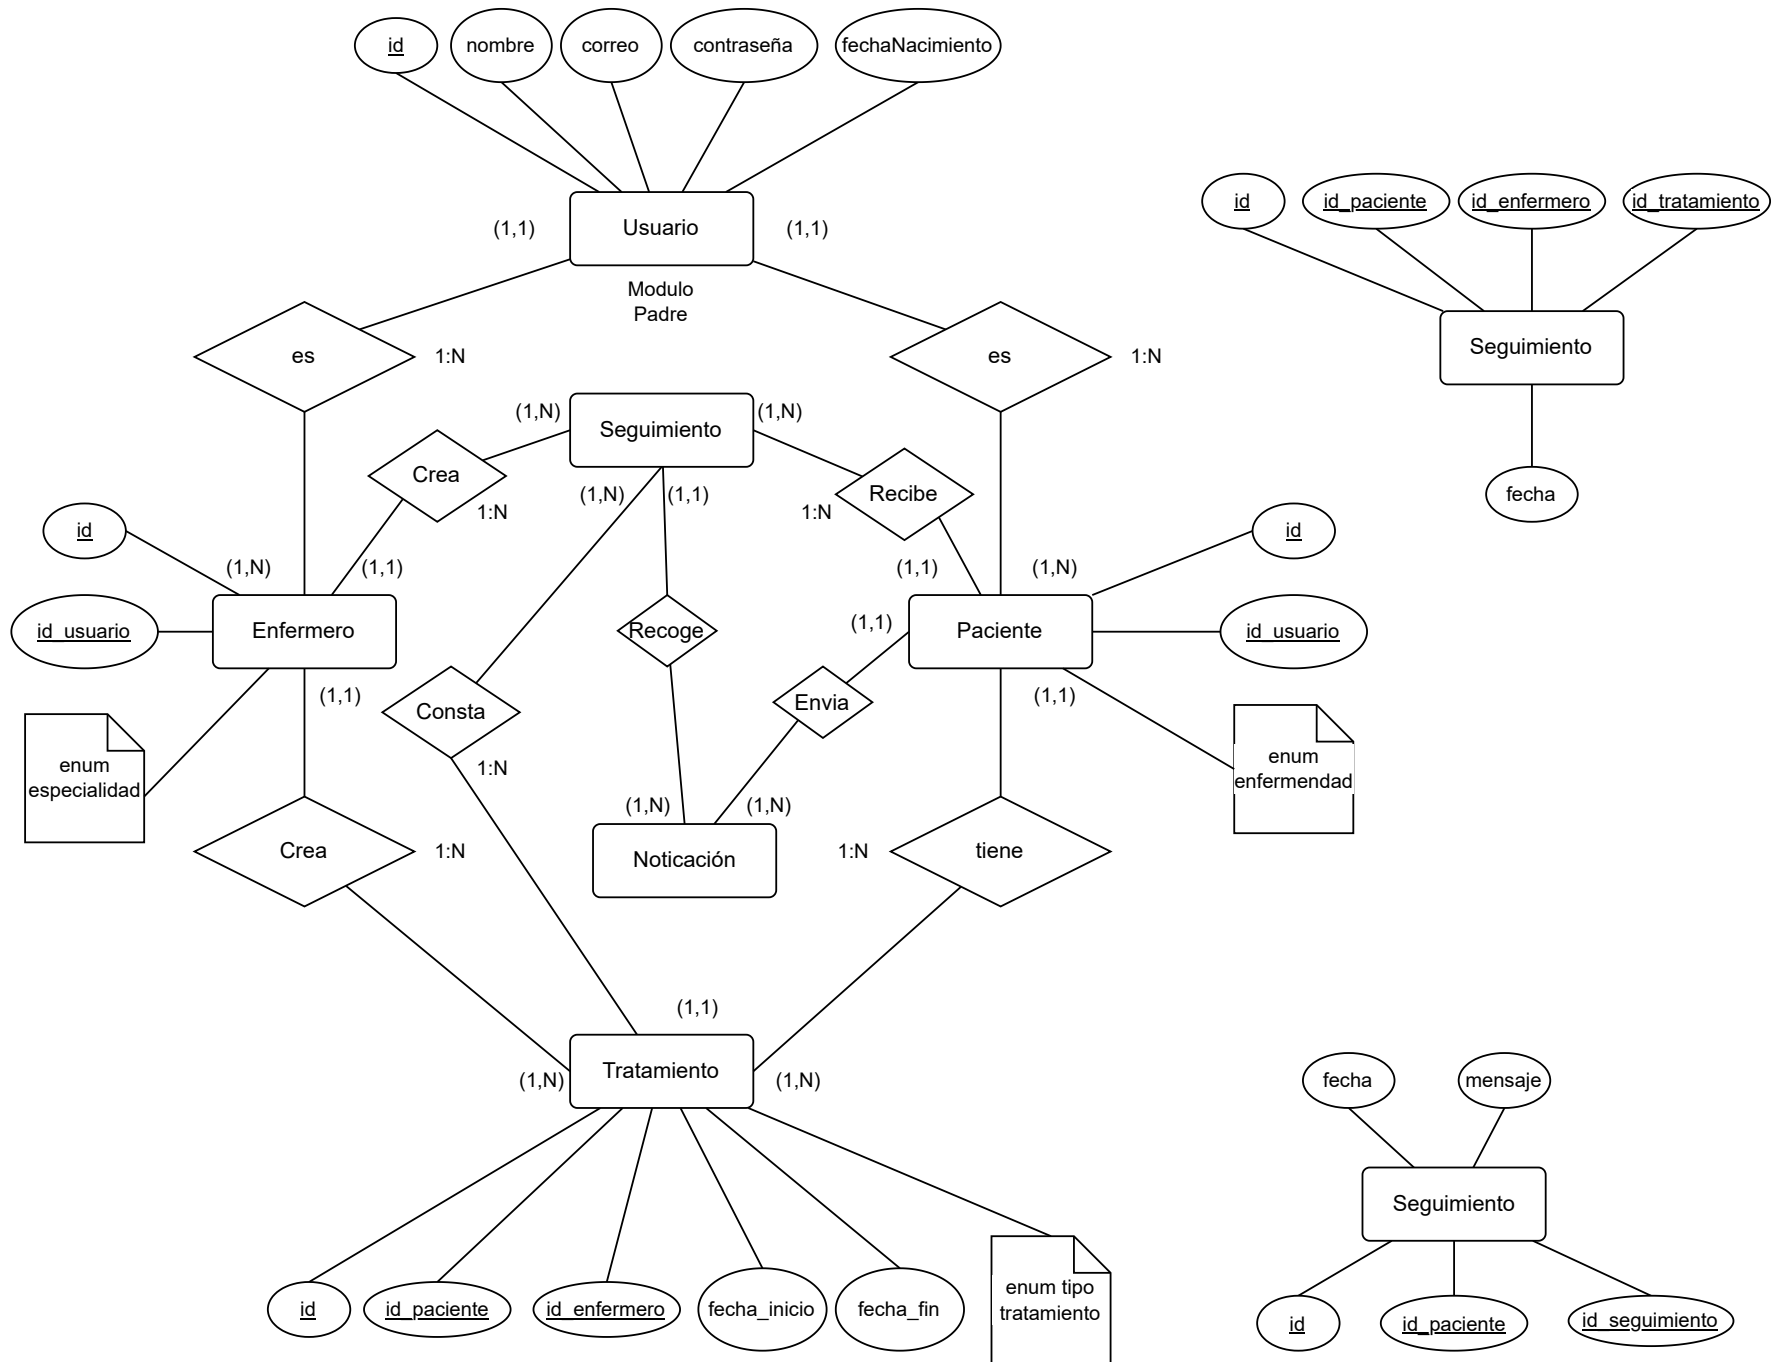 id
nombre
correo
contraseña
fechaNacimiento
id
id_paciente
id_enfermero
id_tratamiento
(1,1)
Usuario
(1,1)
Modulo
Padre
Seguimiento
es
1:N
es
1:N
(1,N)
Seguimiento
(1,N)
Crea
1:N
(1,N)
(1,1)
Recibe
1:N
fecha
id
id
(1,N)
(1,1)
(1,1)
(1,N)
id_usuario
Enfermero
Recoge
(1,1)
Paciente
id_usuario
(1,1)
Consta
Envia
(1,1)
enum
especialidad
1:N
enum
enfermendad
(1,N)
(1,N)
Crea
1:N
Noticación
1:N
tiene
(1,1)
(1,N)
Tratamiento
(1,N)
fecha
mensaje
Seguimiento
id
id_paciente
id_enfermero
fecha_inicio
fecha_fin
enum tipo
tratamiento
id
id_paciente
id_seguimiento